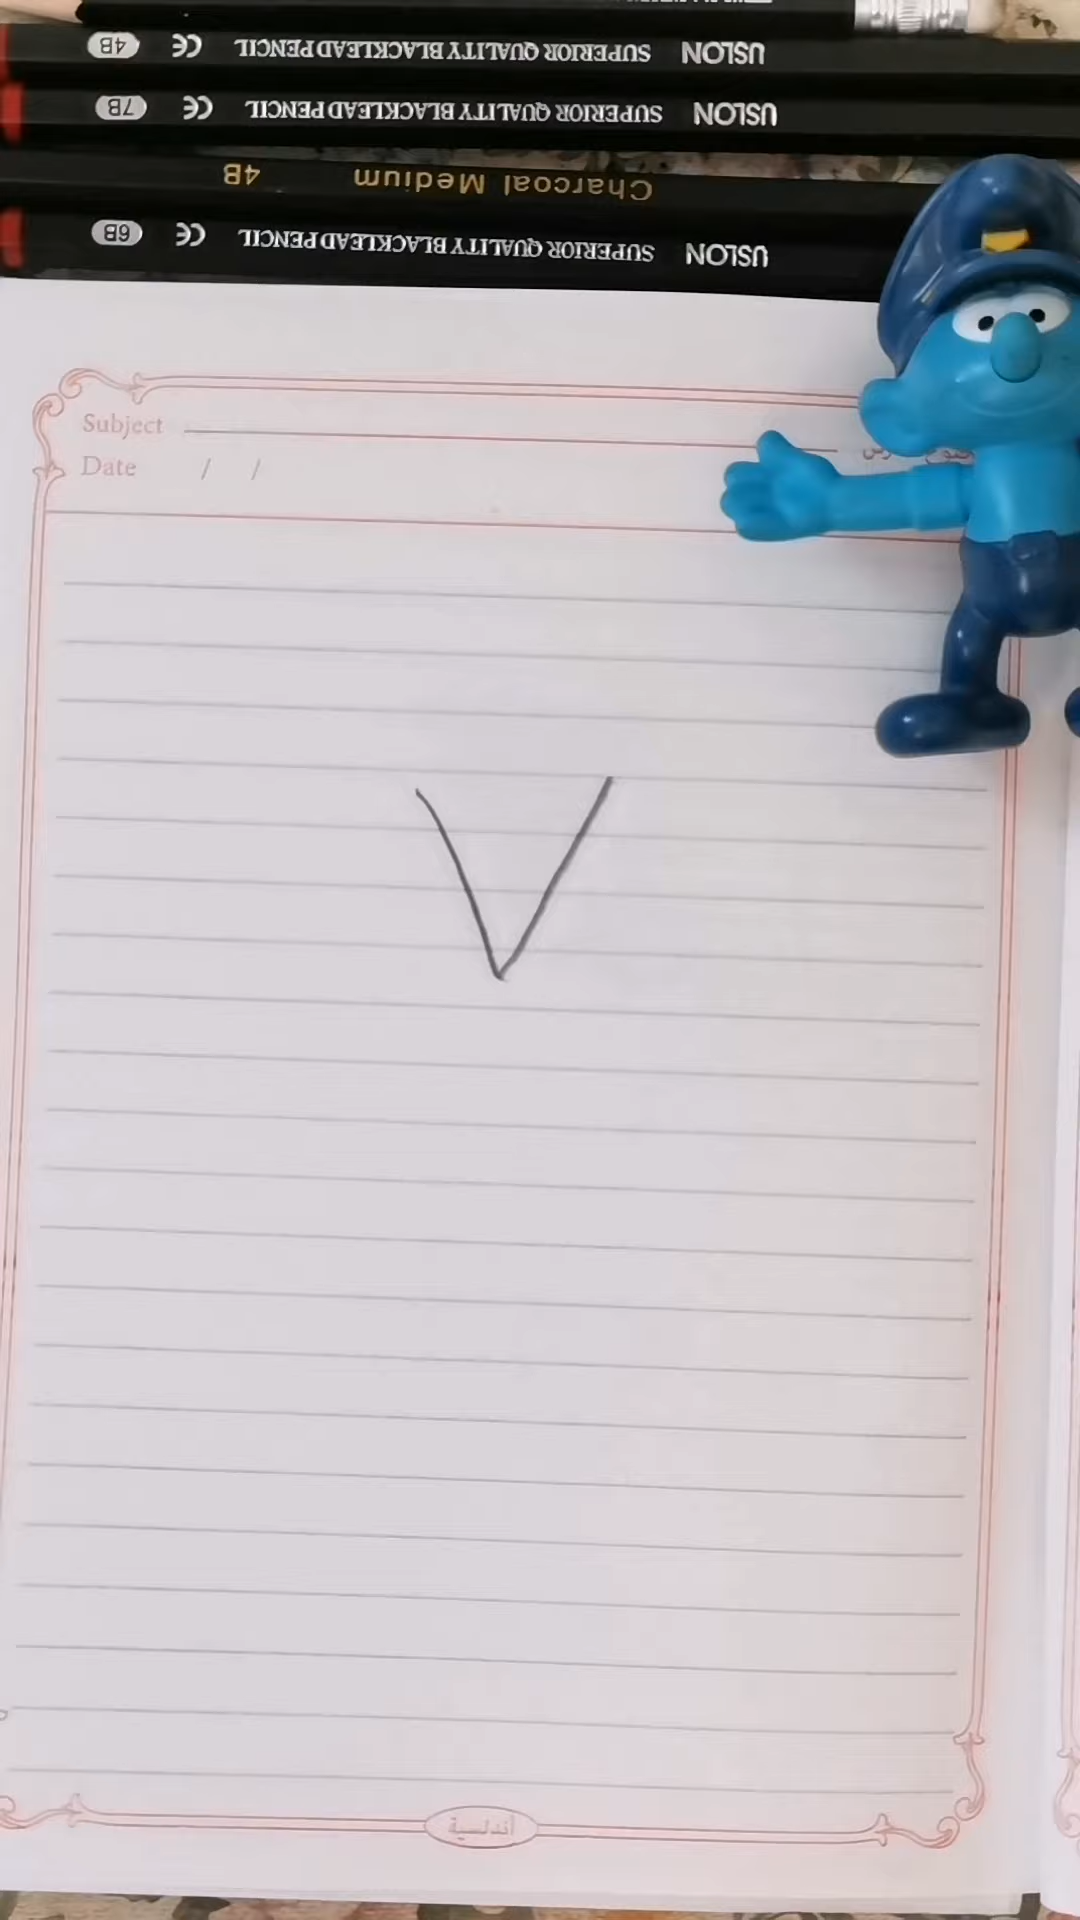 USLON SUPERIOR QUALITY BLACKLEAD PENCIL CE 4B
USLON SUPERIOR QUALITY BLACKLEAD PENCIL CE 7B
Charcoal Medium 4B
USLON SUPERIOR QUALITY BLACKLEAD PENCIL CE 6B
Subject
Date / /
V
أندلسية